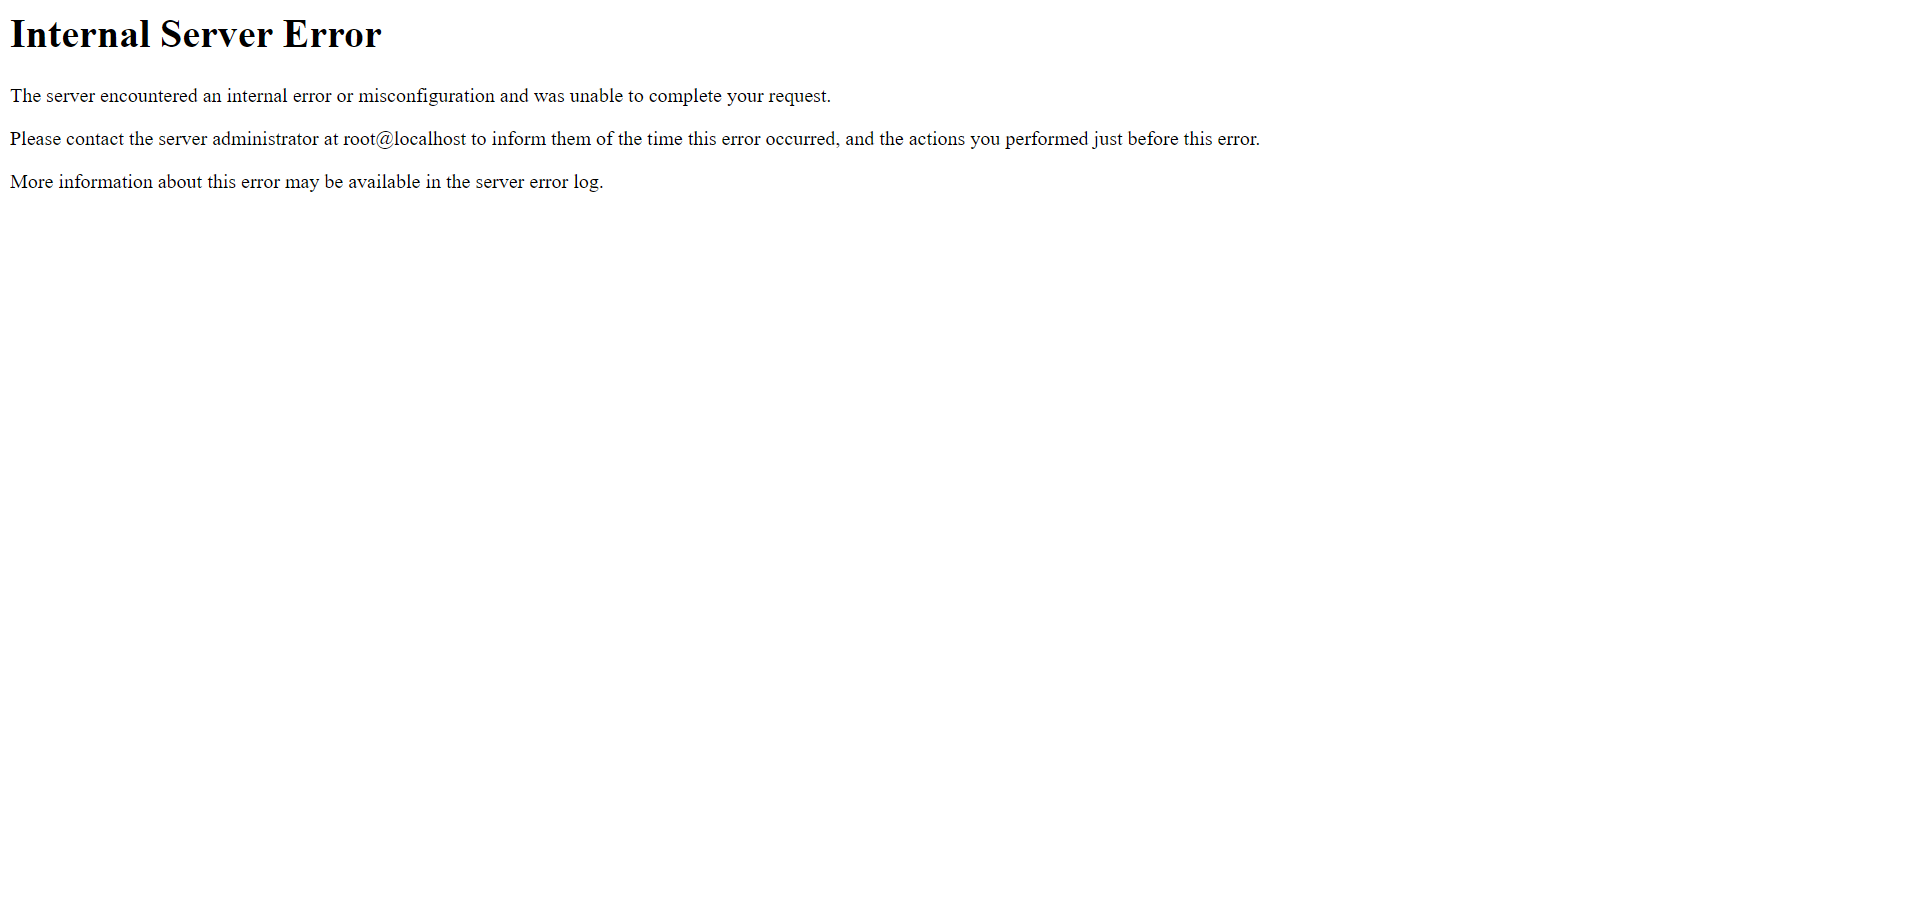 Internal Server Error
The server encountered an internal error or misconfiguration and was unable to complete your request.
Please contact the server administrator at root@localhost to inform them of the time this error occurred, and the actions you performed just before this error.
More information about this error may be available in the server error log.